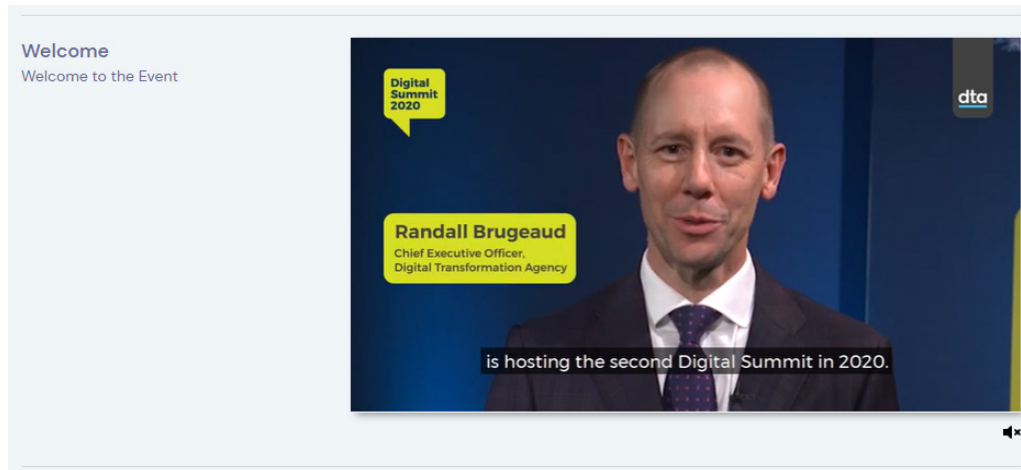 Welcome
Welcome to the Event
Digital
Summit
2020
dta
Randall Brugeaud
Chief Executive Officer,
Digital Transformation Agency
is hosting the second Digital Summit in 2020.